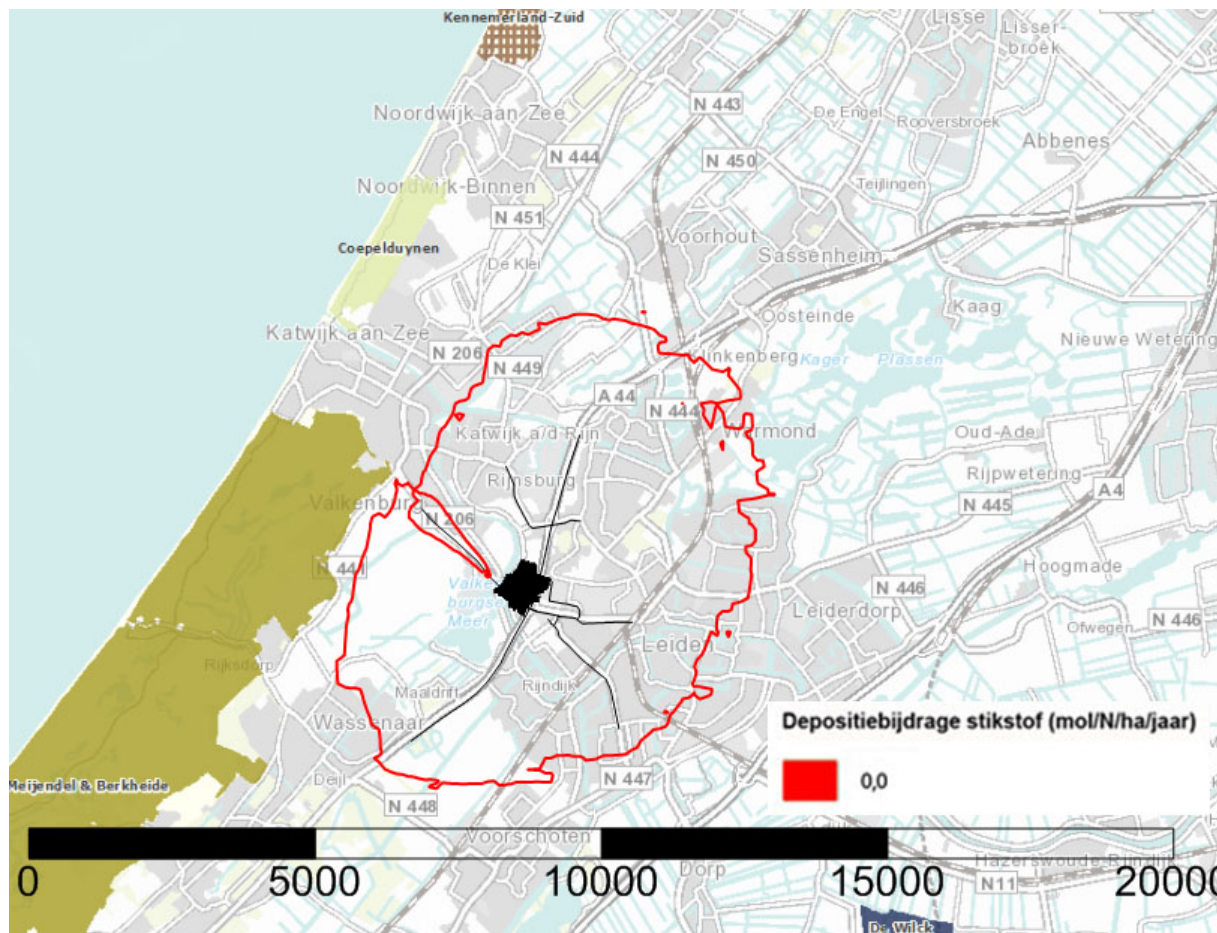 Kennemerland-Zuid
Lisse
Lisser-
broek
Noordwijk aan Zee
N 443
De Engel
Rooversbroek
Abbenes
N 444
N 450
Noordwijk-Binnen
Teijlingen
N 451
Coepelduynen
De Klei
Voorhout
Sassenheim
Katwijk aan Zee
Oosteinde
Kaag
N 206
N 449
Klinkenberg
Kager Plassen
Nieuwe Wetering
A 44
N 444
Katwijk a/d Rijn
Warmond
Oud-Ade
Rijnsburg
Rijpwetering
Valkenburg
N 206
N 445
A4
N 441
Valken-
burgse
Meer
Hoogmade
N 446
Leiderdorp
Ofwegen
N 446
Leiden
Rijksdorp
Maaldrift
Rijndijk
Wassenaar
Depositiebijdrage stikstof (mol/N/ha/jaar)
0,0
Deijl
N 447
Meijendel & Berkheide
N 448
Voorschoten
Hazerswoude-Rijndijk
0
5000
10000
15000
20000
Dorp
N11
De Wilck